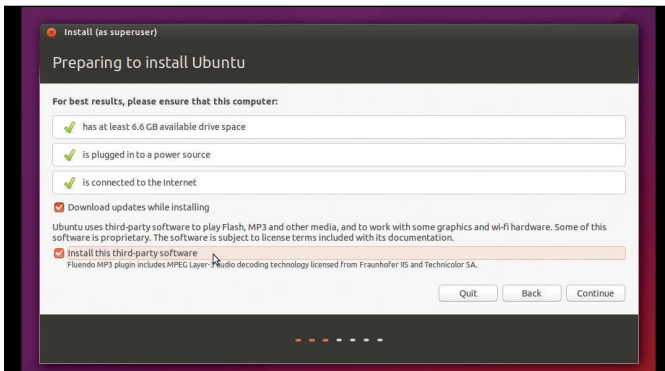 Install (as superuser)
Preparing to install Ubuntu
For best results, please ensure that this computer:
has at least 6.6 GB available drive space
is plugged in to a power source
is connected to the Internet
Download updates while installing
Ubuntu uses third-party software to play Flash, MP3 and other media, and to work with some graphics and wi-fi hardware. Some of this
software is proprietary. The software is subject to license terms included with its documentation.
Install this third-party software
Fluendo MP3 plugin includes MPEG Layer-3 audio decoding technology licensed from Fraunhofer IIS and Technicolor SA.
Quit Back Continue